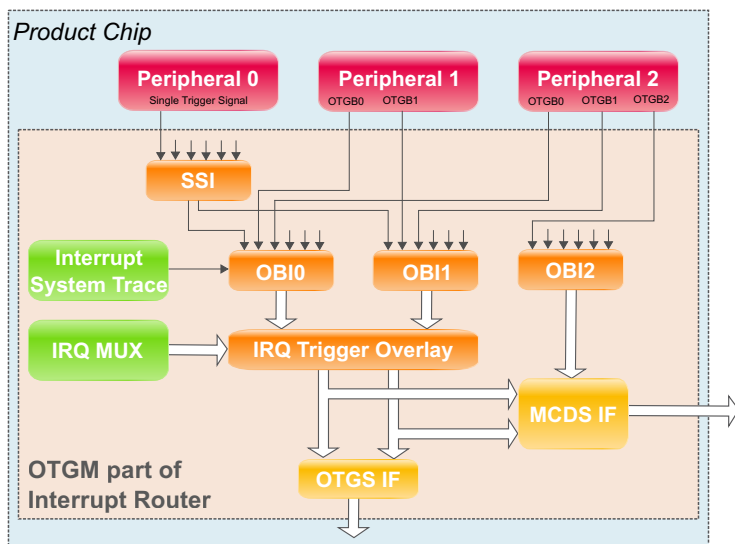 Product Chip
Peripheral 0
Single Trigger Signal
Peripheral 1
OTGB0 OTGB1
Peripheral 2
OTGB0 OTGB1 OTGB2
SSI
Interrupt
System Trace
OBI0
OBI1
OBI2
IRQ MUX
IRQ Trigger Overlay
MCDS IF
OTGM part of
Interrupt Router
OTGS IF